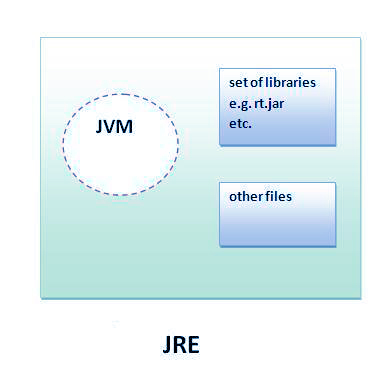 JVM
set of libraries
e.g. rt.jar
etc.
other files
JRE